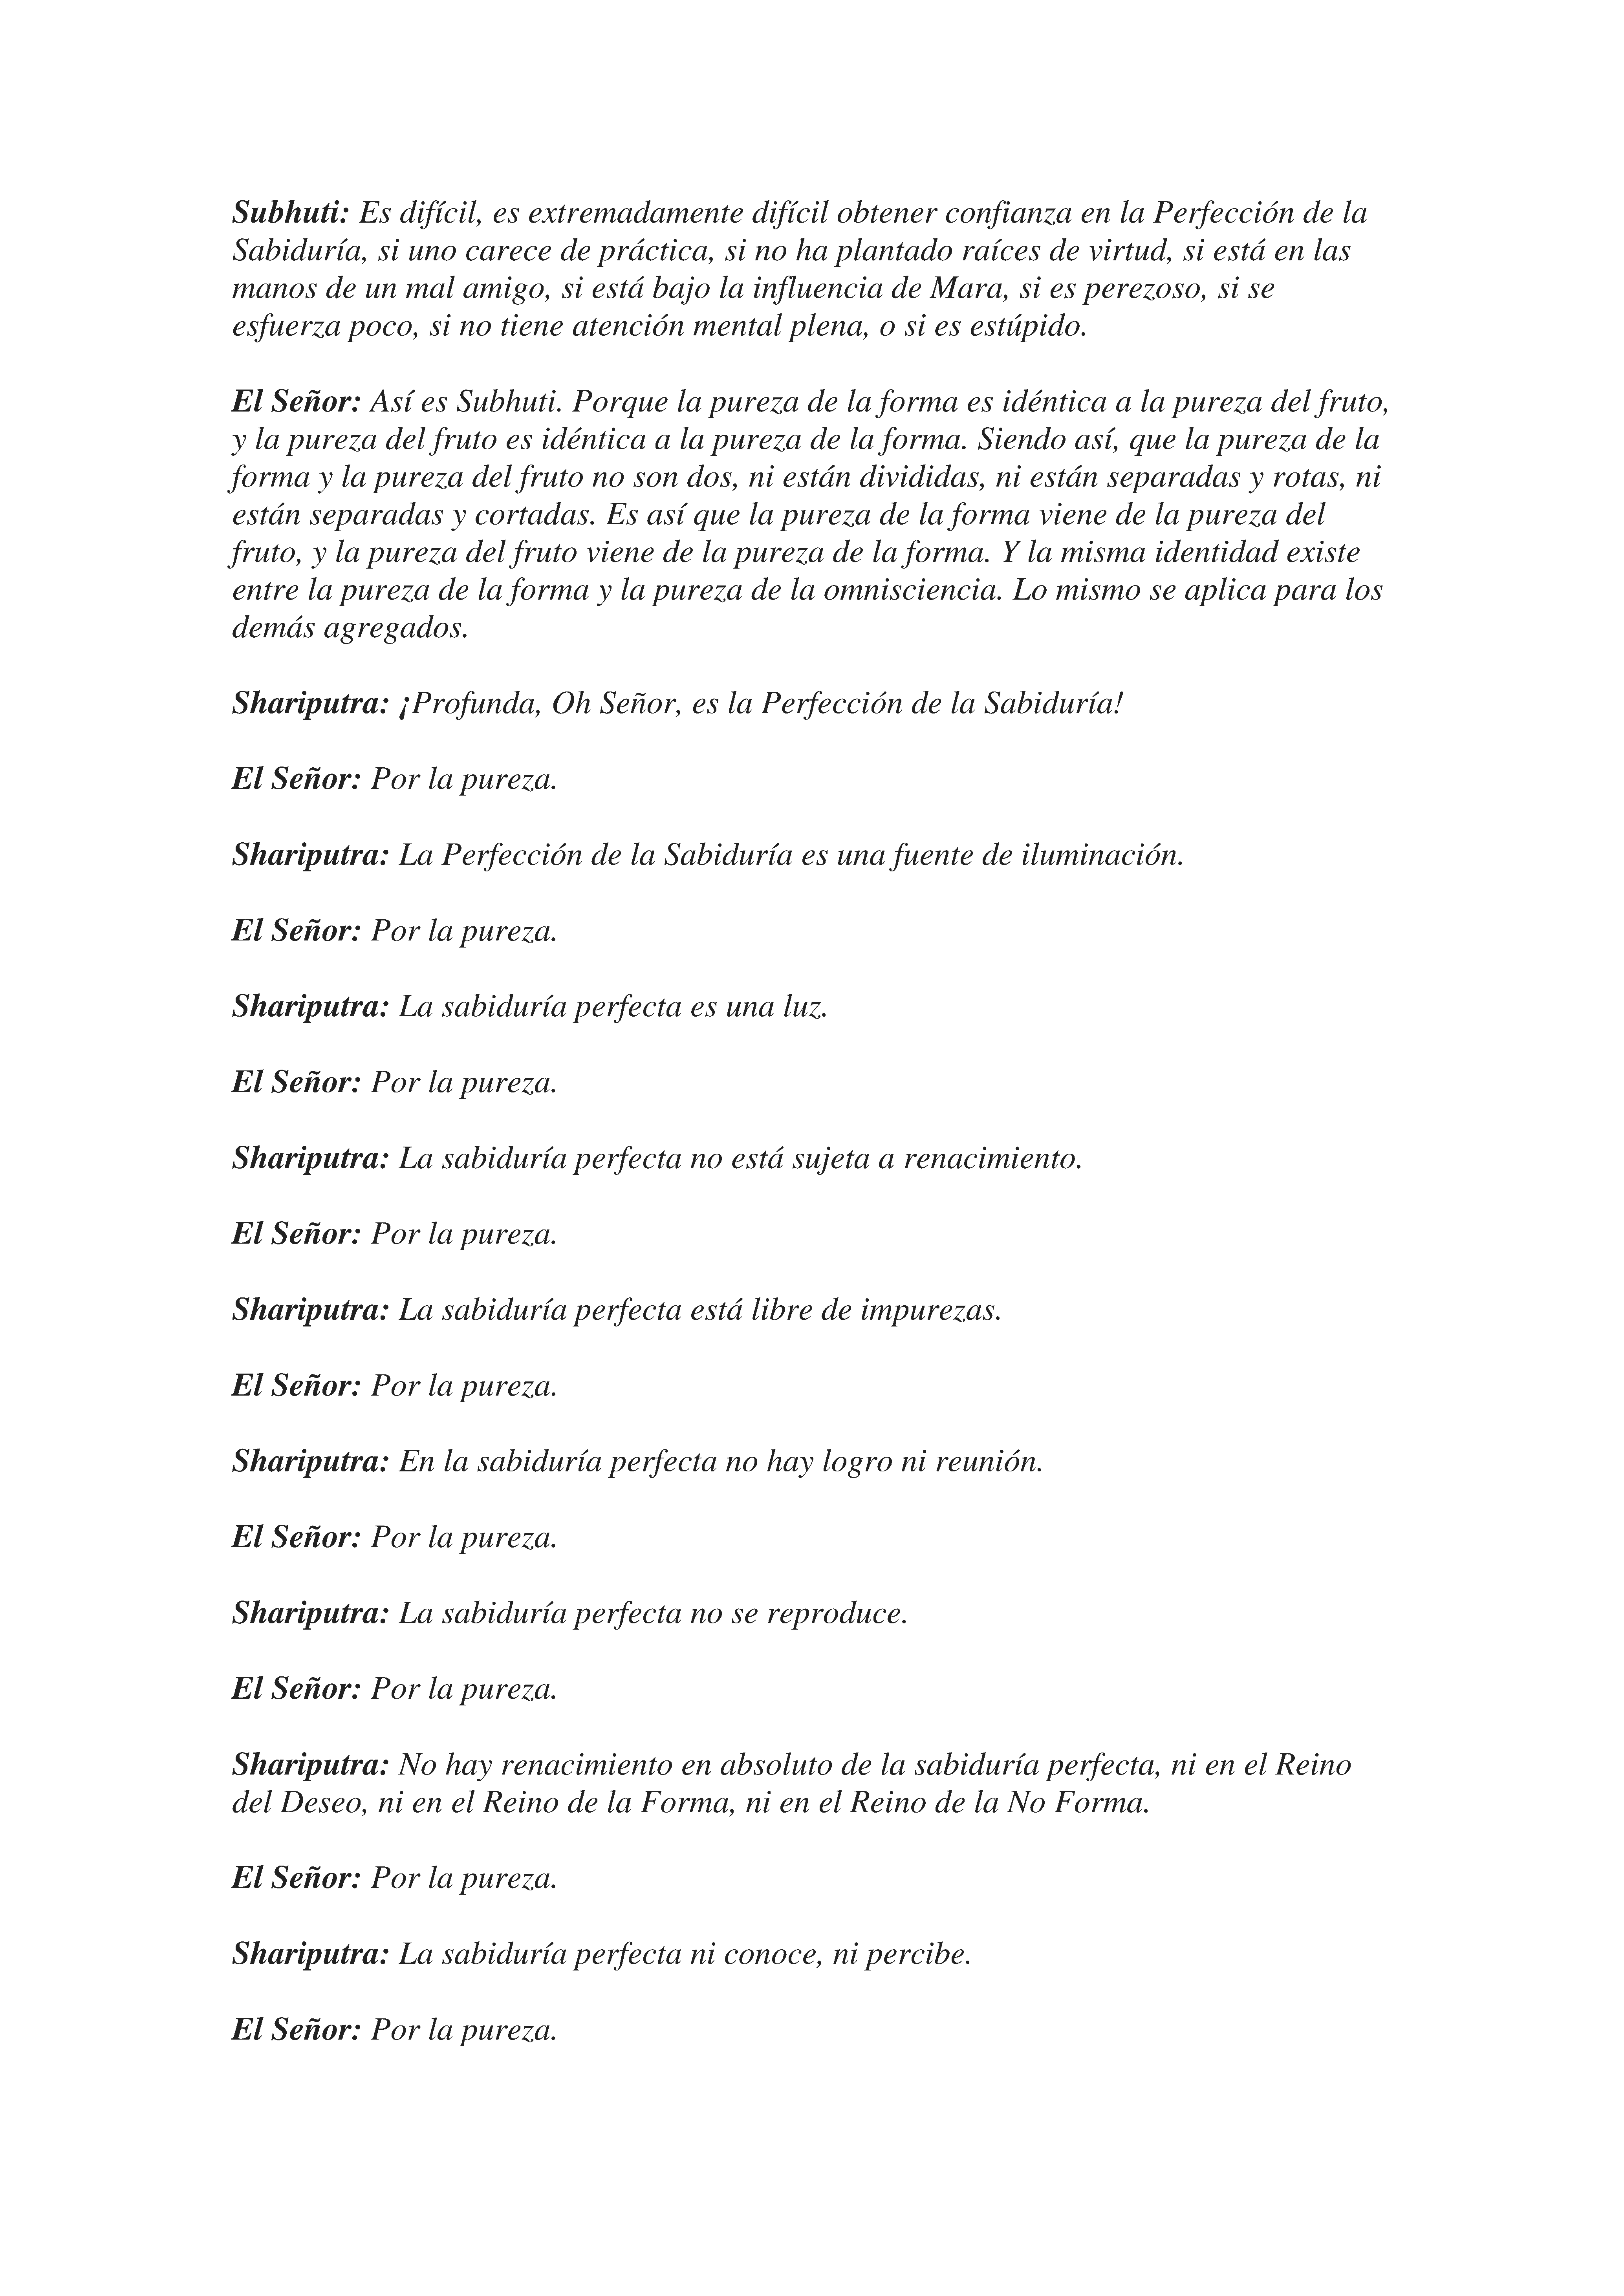 Subhuti: Es difícil, es extremadamente difícil obtener confianza en la Perfección de la
Sabiduría, si uno carece de práctica, si no ha plantado raíces de virtud, si está en las
manos de un mal amigo, si está bajo la influencia de Mara, si es perezoso, si se
esfuerza poco, si no tiene atención mental plena, o si es estúpido.
El Señor: Así es Subhuti. Porque la pureza de la forma es idéntica a la pureza del fruto,
y la pureza del fruto es idéntica a la pureza de la forma. Siendo así, que la pureza de la
forma y la pureza del fruto no son dos, ni están divididas, ni están separadas y rotas, ni
están separadas y cortadas. Es así que la pureza de la forma viene de la pureza del
fruto, y la pureza del fruto viene de la pureza de la forma. Y la misma identidad existe
entre la pureza de la forma y la pureza de la omnisciencia. Lo mismo se aplica para los
demás agregados.
Shariputra: ¡Profunda, Oh Señor, es la Perfección de la Sabiduría!
El Señor: Por la pureza.
Shariputra: La Perfección de la Sabiduría es una fuente de iluminación.
El Señor: Por la pureza.
Shariputra: La sabiduría perfecta es una luz.
El Señor: Por la pureza.
Shariputra: La sabiduría perfecta no está sujeta a renacimiento.
El Señor: Por la pureza.
Shariputra: La sabiduría perfecta está libre de impurezas.
El Señor: Por la pureza.
Shariputra: En la sabiduría perfecta no hay logro ni reunión.
El Señor: Por la pureza.
Shariputra: La sabiduría perfecta no se reproduce.
El Señor: Por la pureza.
Shariputra: No hay renacimiento en absoluto de la sabiduría perfecta, ni en el Reino
del Deseo, ni en el Reino de la Forma, ni en el Reino de la No Forma.
El Señor: Por la pureza.
Shariputra: La sabiduría perfecta ni conoce, ni percibe.
El Señor: Por la pureza.